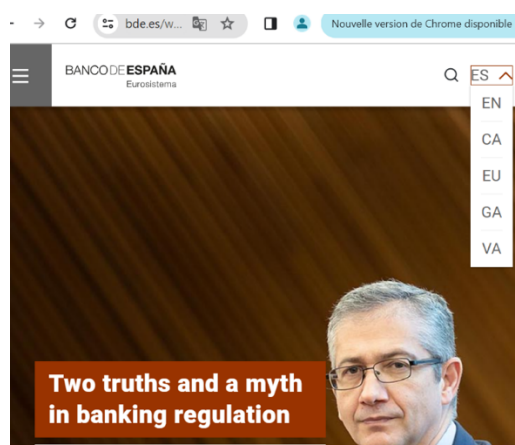 bde.es/w...
Nouvelle version de Chrome disponible
BANCO DE ESPAÑA
Eurosistema
ES
EN
CA
EU
GA
VA
Two truths and a myth
in banking regulation